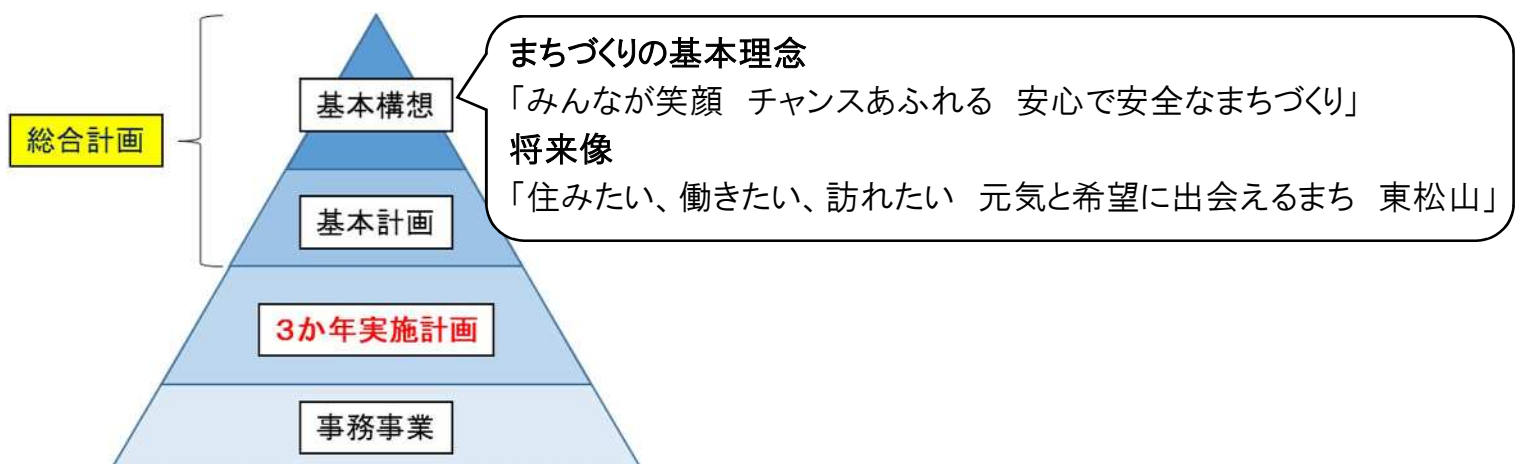 まちづくりの基本理念
「みんなが笑顔　チャンスあふれる　安心で安全なまちづくり」
将来像
「住みたい、働きたい、訪れたい　元気と希望に出会えるまち　東松山」
基本構想
総合計画
基本計画
3か年実施計画
事務事業